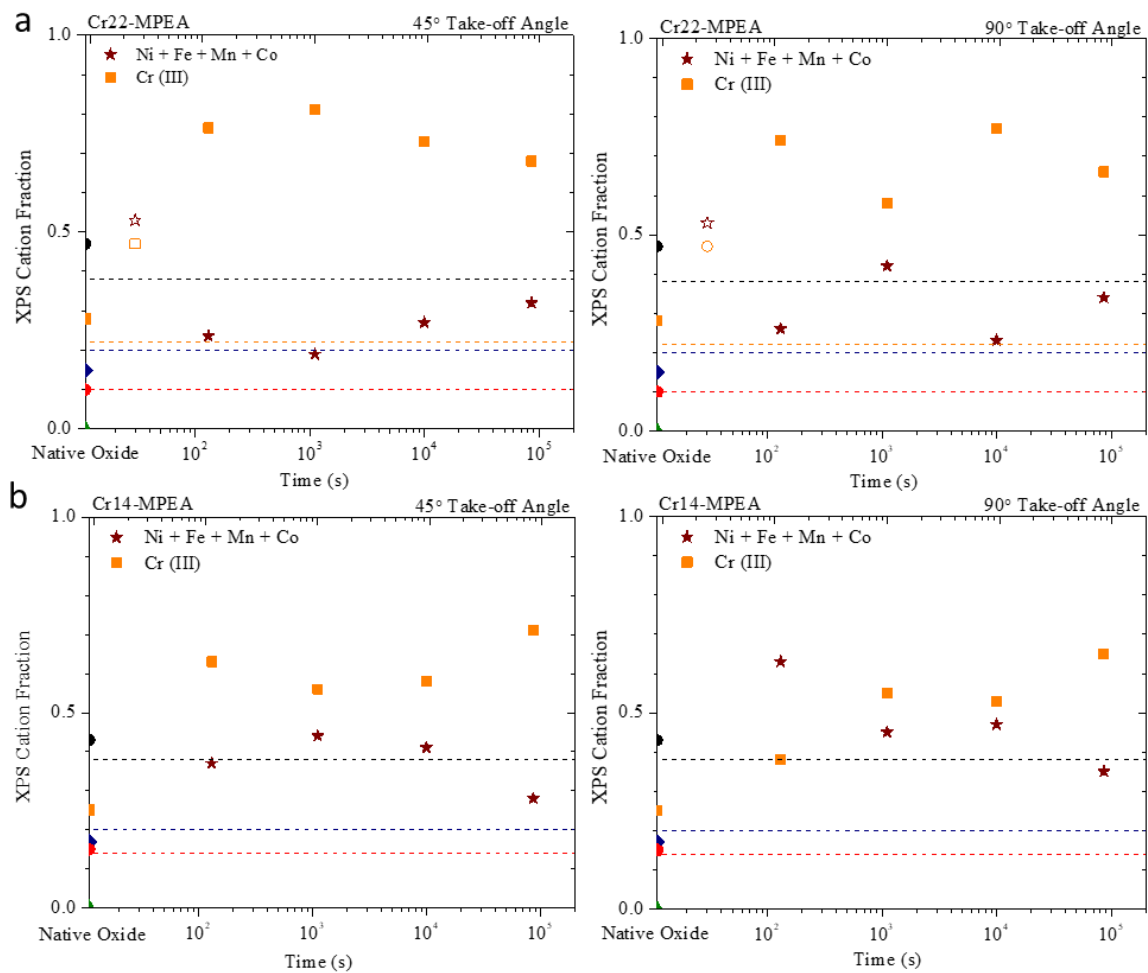 a
Cr22-MPEA 45° Take-off Angle
1.0
Ni + Fe + Mn + Co
Cr (III)
0.5
0.0
XPS Cation Fraction
Native Oxide 10² 10³ 10⁴ 10⁵
Time (s)
Cr22-MPEA 90° Take-off Angle
1.0
Ni + Fe + Mn + Co
Cr (III)
0.5
0.0
XPS Cation Fraction
Native Oxide 10² 10³ 10⁴ 10⁵
Time (s)
b
Cr14-MPEA 45° Take-off Angle
1.0
Ni + Fe + Mn + Co
Cr (III)
0.5
0.0
XPS Cation Fraction
Native Oxide 10² 10³ 10⁴ 10⁵
Time (s)
Cr14-MPEA 90° Take-off Angle
1.0
Ni + Fe + Mn + Co
Cr (III)
0.5
0.0
XPS Cation Fraction
Native Oxide 10² 10³ 10⁴ 10⁵
Time (s)